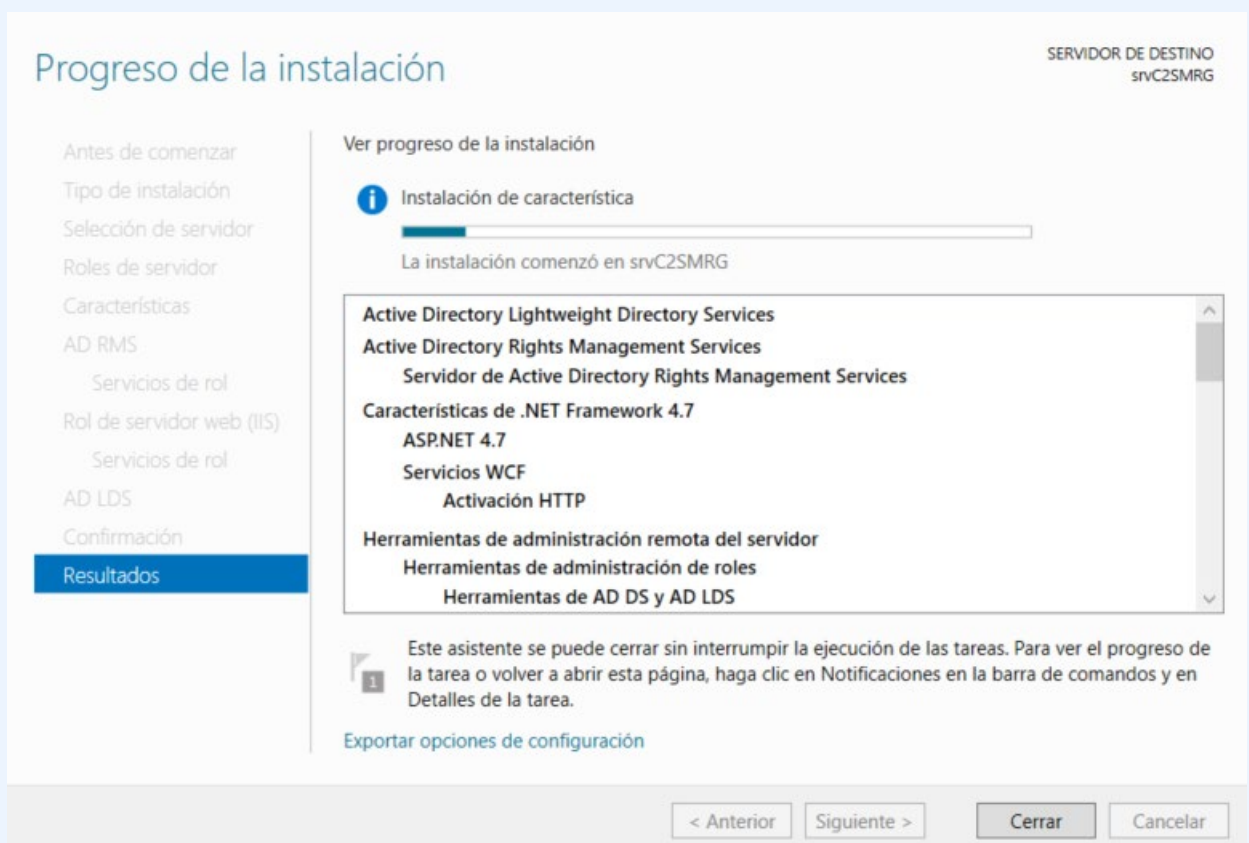 Progreso de la instalación
SERVIDOR DE DESTINO
srvC2SMRG
Antes de comenzar
Tipo de instalación
Selección de servidor
Roles de servidor
Características
AD RMS
Servicios de rol
Rol de servidor web (IIS)
Servicios de rol
AD LDS
Confirmación
Resultados
Ver progreso de la instalación
Instalación de característica
La instalación comenzó en srvC2SMRG
Active Directory Lightweight Directory Services
Active Directory Rights Management Services
Servidor de Active Directory Rights Management Services
Características de .NET Framework 4.7
ASP.NET 4.7
Servicios WCF
Activación HTTP
Herramientas de administración remota del servidor
Herramientas de administración de roles
Herramientas de AD DS y AD LDS
1
Este asistente se puede cerrar sin interrumpir la ejecución de las tareas. Para ver el progreso de
la tarea o volver a abrir esta página, haga clic en Notificaciones en la barra de comandos y en
Detalles de la tarea.
Exportar opciones de configuración
< Anterior
Siguiente >
Cerrar
Cancelar